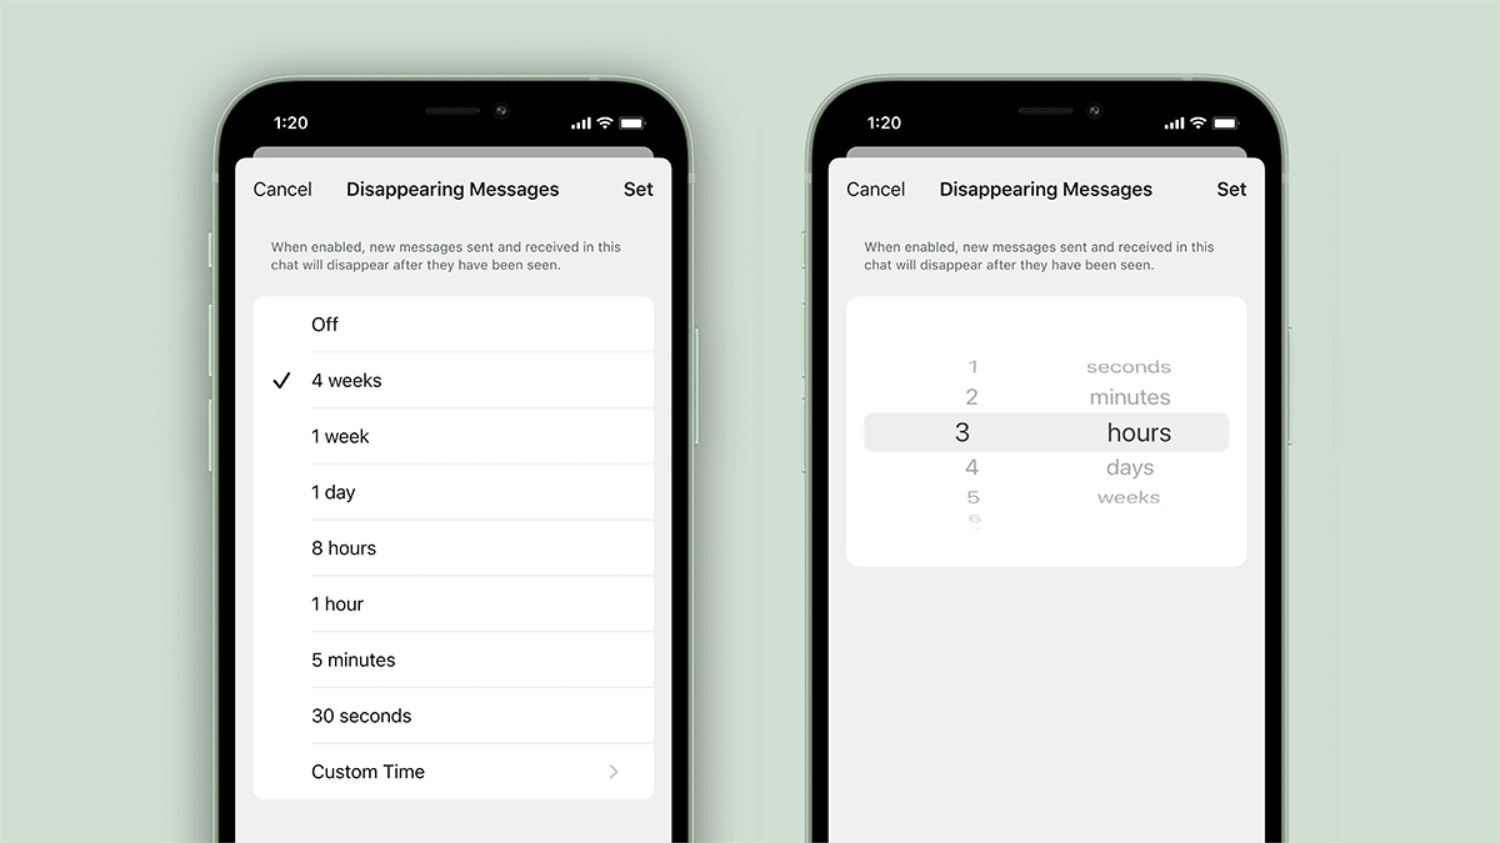 1:20
Cancel
Disappearing Messages
Set
When enabled, new messages sent and received in this
chat will disappear after they have been seen.
Off
4 weeks
1 week
1 day
8 hours
1 hour
5 minutes
30 seconds
Custom Time
1:20
Cancel
Disappearing Messages
Set
When enabled, new messages sent and received in this
chat will disappear after they have been seen.
1 seconds
2 minutes
3 hours
4 days
5 weeks
6